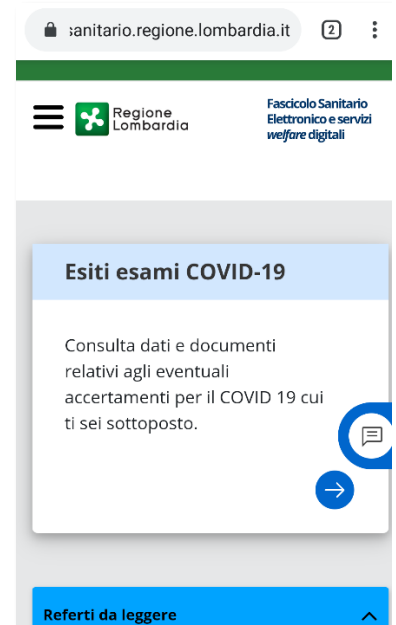 sanitario.regione.lombardia.it
2
Regione
Lombardia
Fascicolo Sanitario
Elettronico e servizi
welfare digitali
Esiti esami COVID-19
Consulta dati e documenti
relativi agli eventuali
accertamenti per il COVID 19 cui
ti sei sottoposto.
Referti da leggere